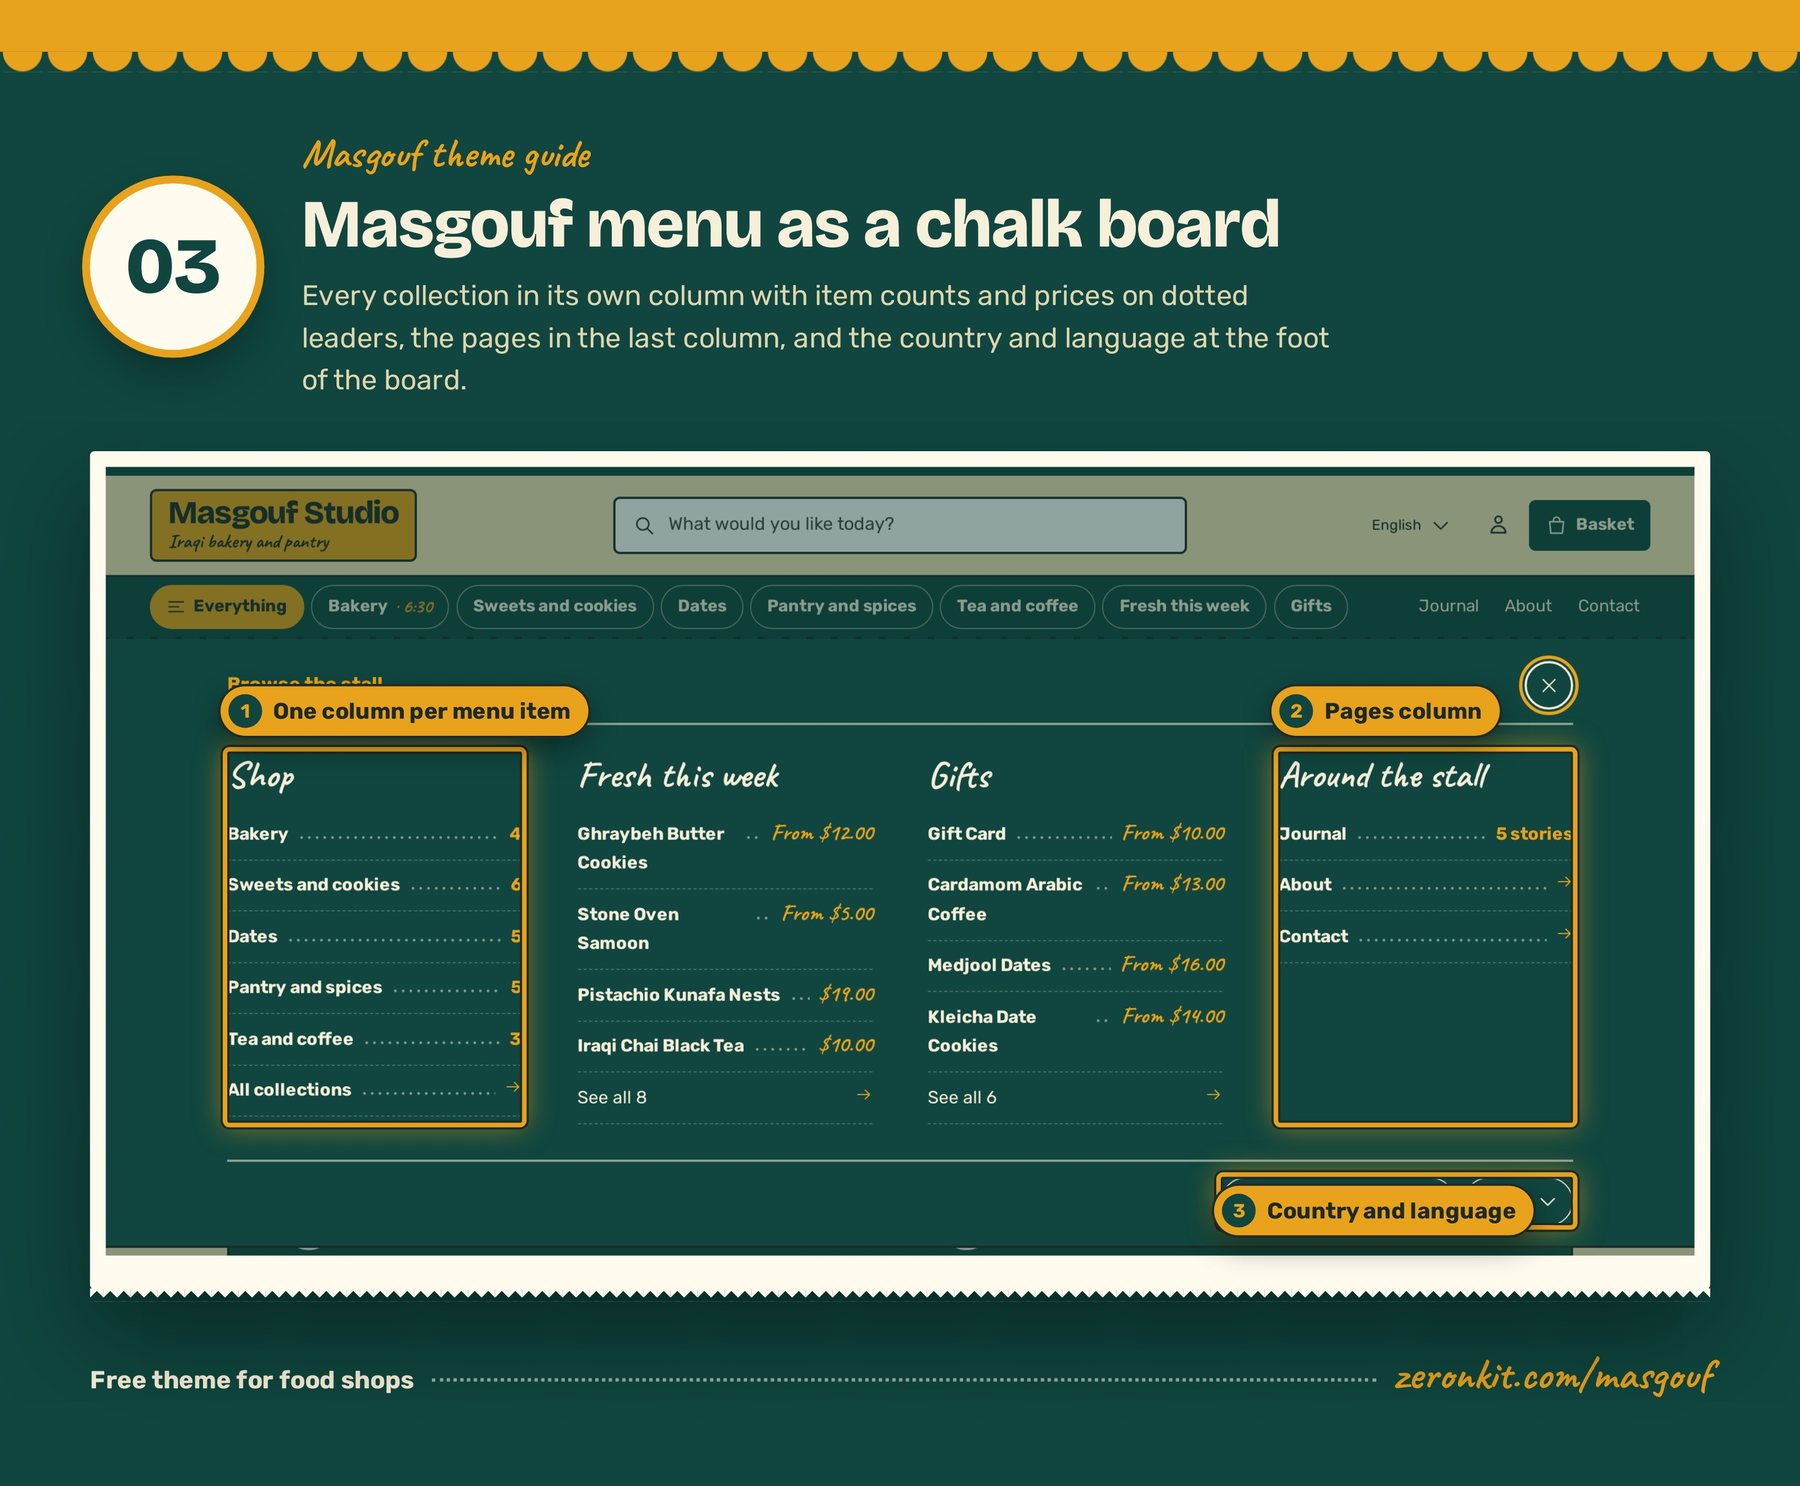 Masgouf theme guide
03
Masgouf menu as a chalk board
Every collection in its own column with item counts and prices on dotted
leaders, the pages in the last column, and the country and language at the foot
of the board.
Masgouf Studio
Iraqi bakery and pantry
What would you like today?
English
Basket
Everything
Bakery · 6:30
Sweets and cookies
Dates
Pantry and spices
Tea and coffee
Fresh this week
Gifts
Journal
About
Contact
Browse the stall
1 One column per menu item
2 Pages column
Shop
Bakery 4
Sweets and cookies 6
Dates 5
Pantry and spices 5
Tea and coffee 3
All collections
Fresh this week
Ghraybeh Butter From $12.00
Cookies
Stone Oven From $5.00
Samoon
Pistachio Kunafa Nests $19.00
Iraqi Chai Black Tea $10.00
See all 8
Gifts
Gift Card From $10.00
Cardamom Arabic From $13.00
Coffee
Medjool Dates From $16.00
Kleicha Date From $14.00
Cookies
See all 6
Around the stall
Journal 5 stories
About
Contact
3 Country and language
Free theme for food shops
zeronkit.com/masgouf